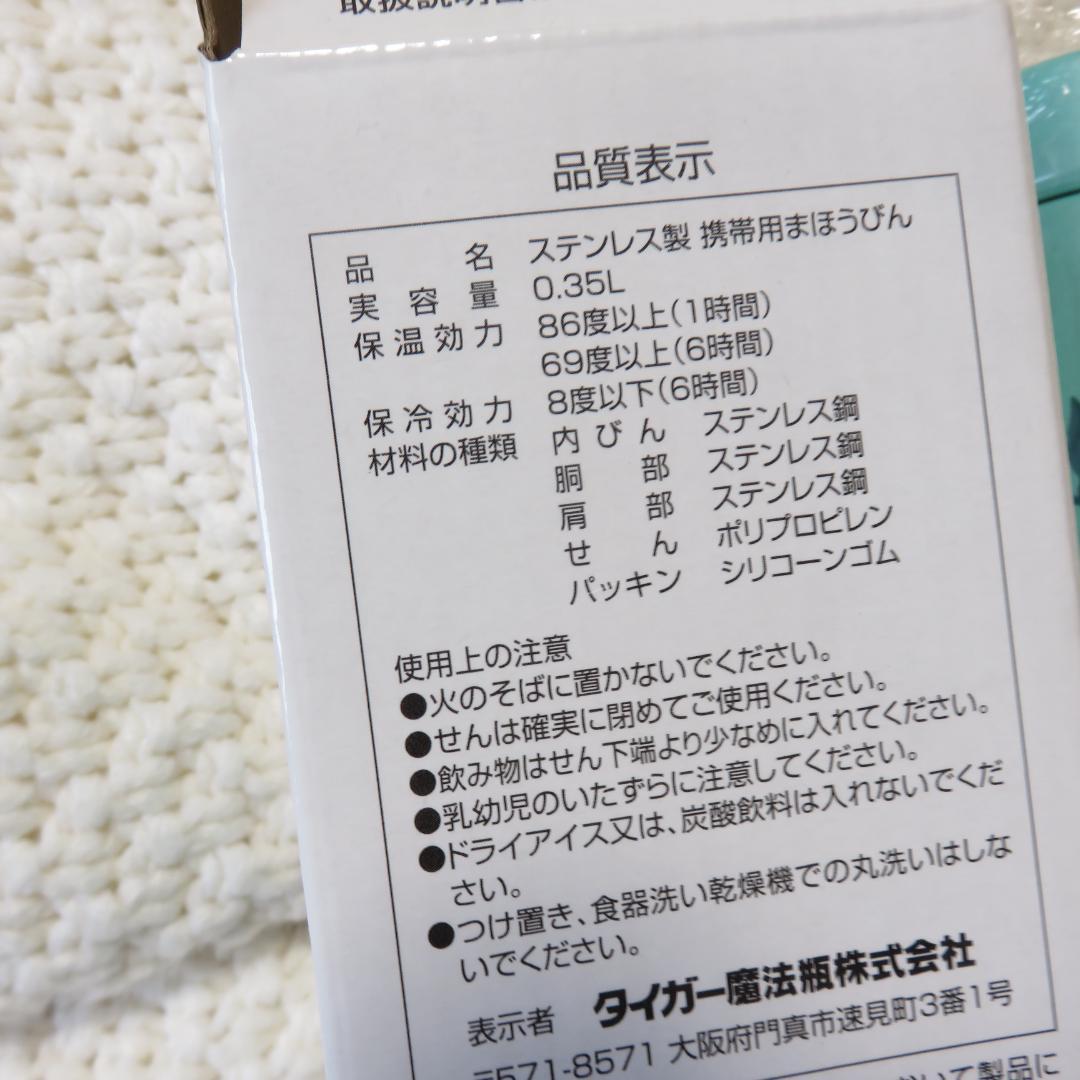 取扱説明書
品質表示
品名 ステンレス製 携帯用まほうびん
実容量 0.35L
保温効力 86度以上(1時間)
69度以上(6時間)
保冷効力 8度以下(6時間)
材料の種類 内びん ステンレス鋼
胴部 ステンレス鋼
肩部 ステンレス鋼
せん ポリプロピレン
パッキン シリコーンゴム
使用上の注意
●火のそばに置かないでください。
●せんは確実に閉めてご使用ください。
●飲み物はせん下端より少なめに入れてください。
●乳幼児のいたずらに注意してください。
●ドライアイス又は、炭酸飲料は入れないでくだ
さい。
●つけ置き、食器洗い乾燥機での丸洗いはしな
いでください。
表示者 タイガー魔法瓶株式会社
〒571-8571 大阪府門真市速見町3番1号
いて製品に